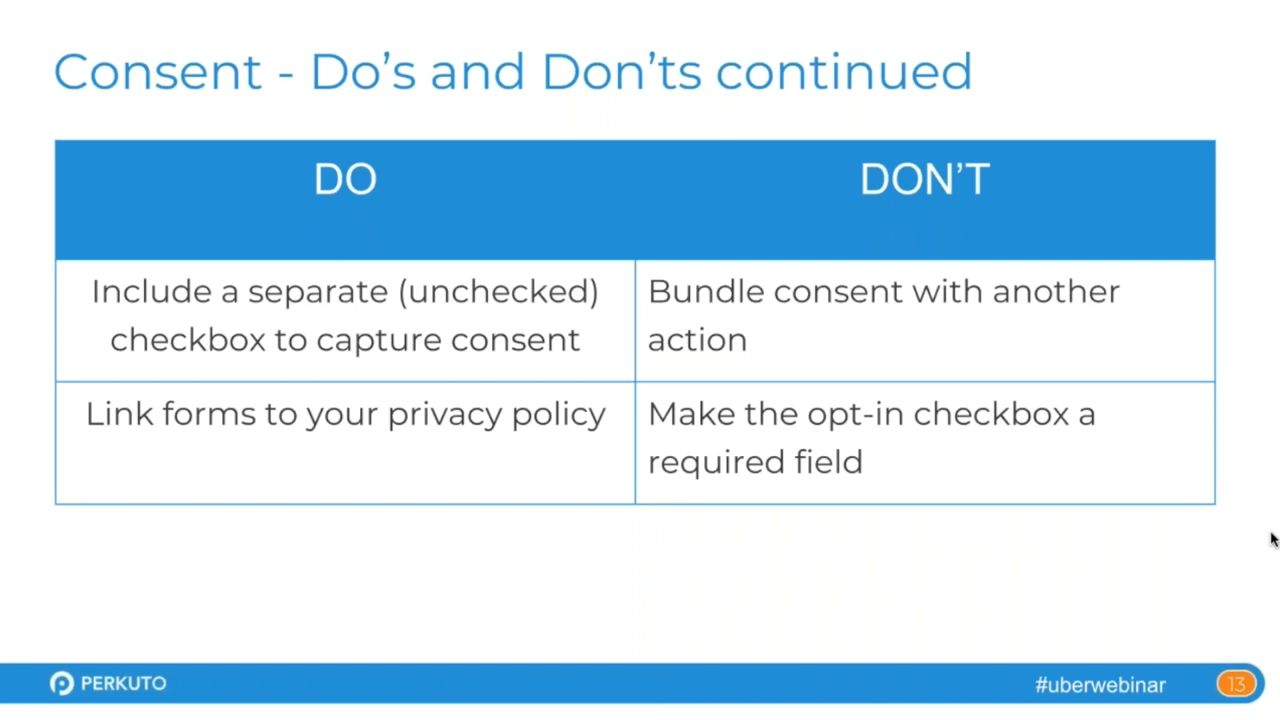 Consent - Do’s and Don’ts continued
DO
DON’T
Include a separate (unchecked)
checkbox to capture consent
Bundle consent with another
action
Link forms to your privacy policy
Make the opt-in checkbox a
required field
PERKUTO
#uberwebinar
13